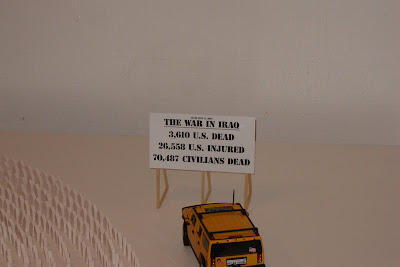 THE WAR IN IRAQ
3,610 U.S. DEAD
26,558 U.S. INJURED
70,487 CIVILIANS DEAD